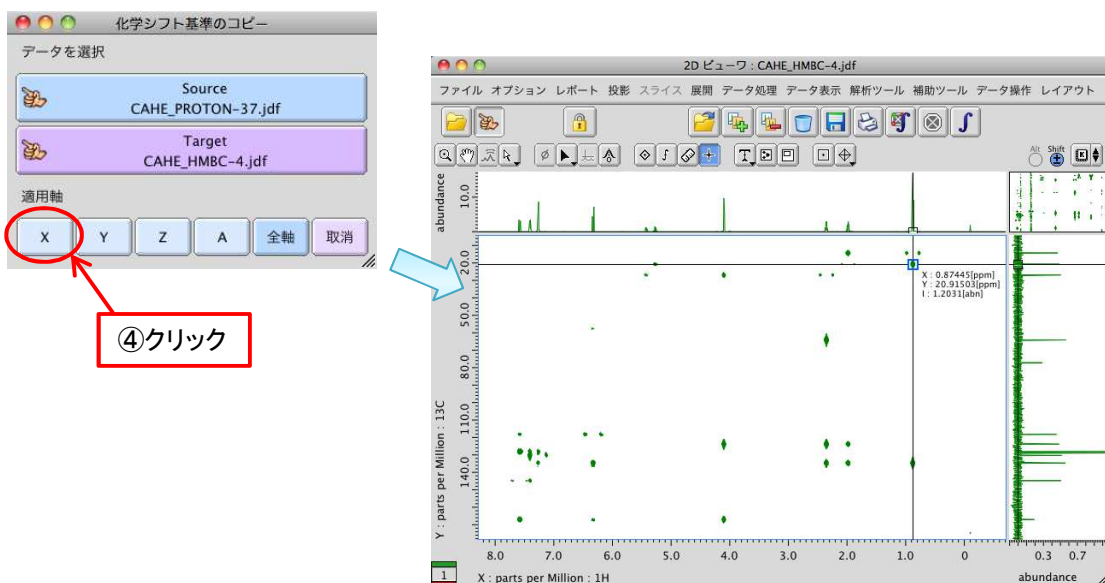 化学シフト基準のコピー
データを選択
Source
CAHE_PROTON-37.jdf
Target
CAHE_HMBC-4.jdf
適用軸
X Y Z A 全軸 取消
④クリック
2D ビューワ : CAHE_HMBC-4.jdf
ファイル オプション レポート 投影 スライス 展開 データ処理 データ表示 解析ツール 補助ツール データ操作 レイアウト
Alt Shift
abundance
10.0
X : 0.87445[ppm]
Y : 20.91503[ppm]
I : 1.2031[abn]
Y : parts per Million : 13C
20.0
50.0
80.0
110.0
140.0
8.0 7.0 6.0 5.0 4.0 3.0 2.0 1.0 0
0.3 0.7
1
X : parts per Million : 1H
abundance